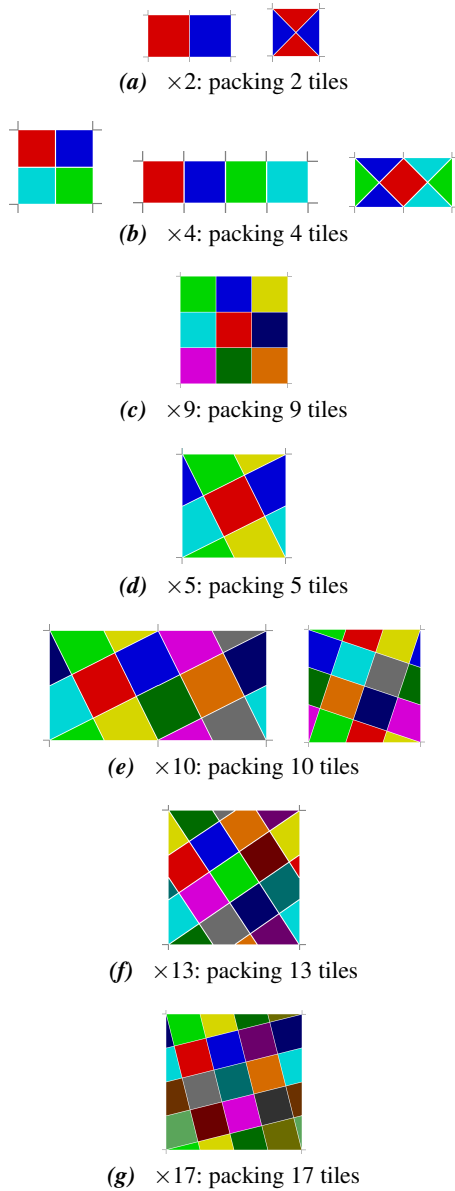 (a) ×2: packing 2 tiles
(b) ×4: packing 4 tiles
(c) ×9: packing 9 tiles
(d) ×5: packing 5 tiles
(e) ×10: packing 10 tiles
(f) ×13: packing 13 tiles
(g) ×17: packing 17 tiles